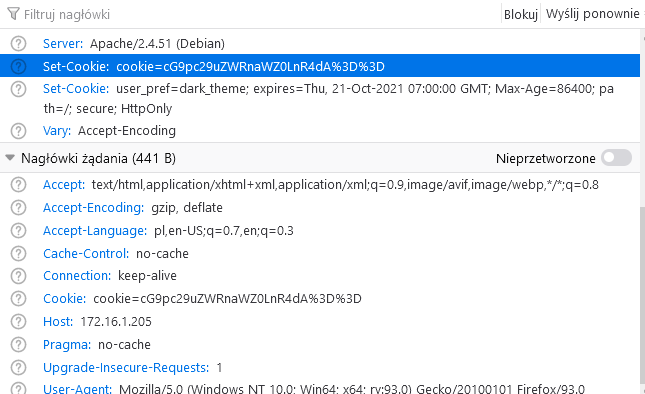 Filtruj nagłówki
Blokuj Wyślij ponownie
Server: Apache/2.4.51 (Debian)
Set-Cookie: cookie=cG9pc29uZWRnaWZ0LnR4dA%3D%3D
Set-Cookie: user_pref=dark_theme; expires=Thu, 21-Oct-2021 07:00:00 GMT; Max-Age=86400; pa
th=/; secure; HttpOnly
Vary: Accept-Encoding
Nagłówki żądania (441 B) Nieprzetworzone
Accept: text/html,application/xhtml+xml,application/xml;q=0.9,image/avif,image/webp,*/*;q=0.8
Accept-Encoding: gzip, deflate
Accept-Language: pl,en-US;q=0.7,en;q=0.3
Cache-Control: no-cache
Connection: keep-alive
Cookie: cookie=cG9pc29uZWRnaWZ0LnR4dA%3D%3D
Host: 172.16.1.205
Pragma: no-cache
Upgrade-Insecure-Requests: 1
User-Agent: Mozilla/5.0 (Windows NT 10.0; Win64; x64; rv:93.0) Gecko/20100101 Firefox/93.0